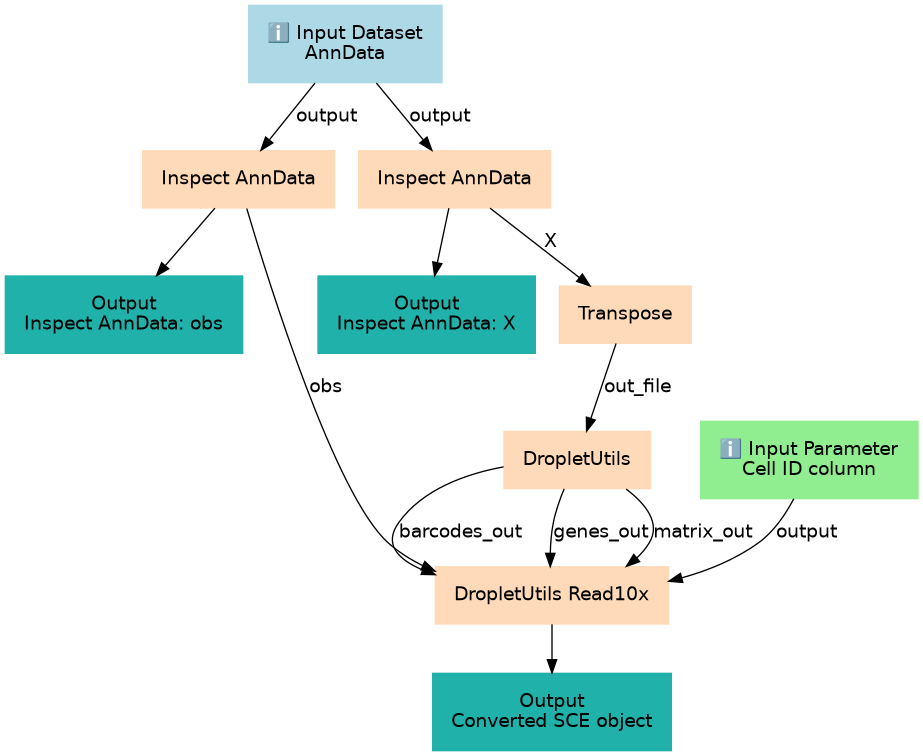 ℹ️ Input Dataset
AnnData
output
output
Inspect AnnData
Inspect AnnData
X
Output
Inspect AnnData: obs
Output
Inspect AnnData: X
Transpose
obs
out_file
DropletUtils
ℹ️ Input Parameter
Cell ID column
barcodes_out
genes_out
matrix_out
output
DropletUtils Read10x
Output
Converted SCE object